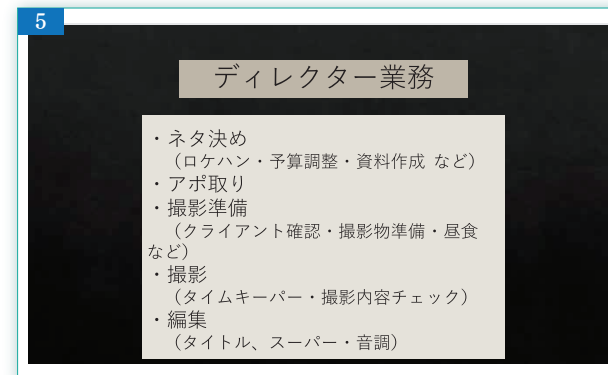 5
ディレクター業務
・ネタ決め
（ロケハン・予算調整・資料作成 など）
・アポ取り
・撮影準備
（クライアント確認・撮影物準備・昼食
など）
・撮影
（タイムキーパー・撮影内容チェック）
・編集
（タイトル、スーパー・音調）